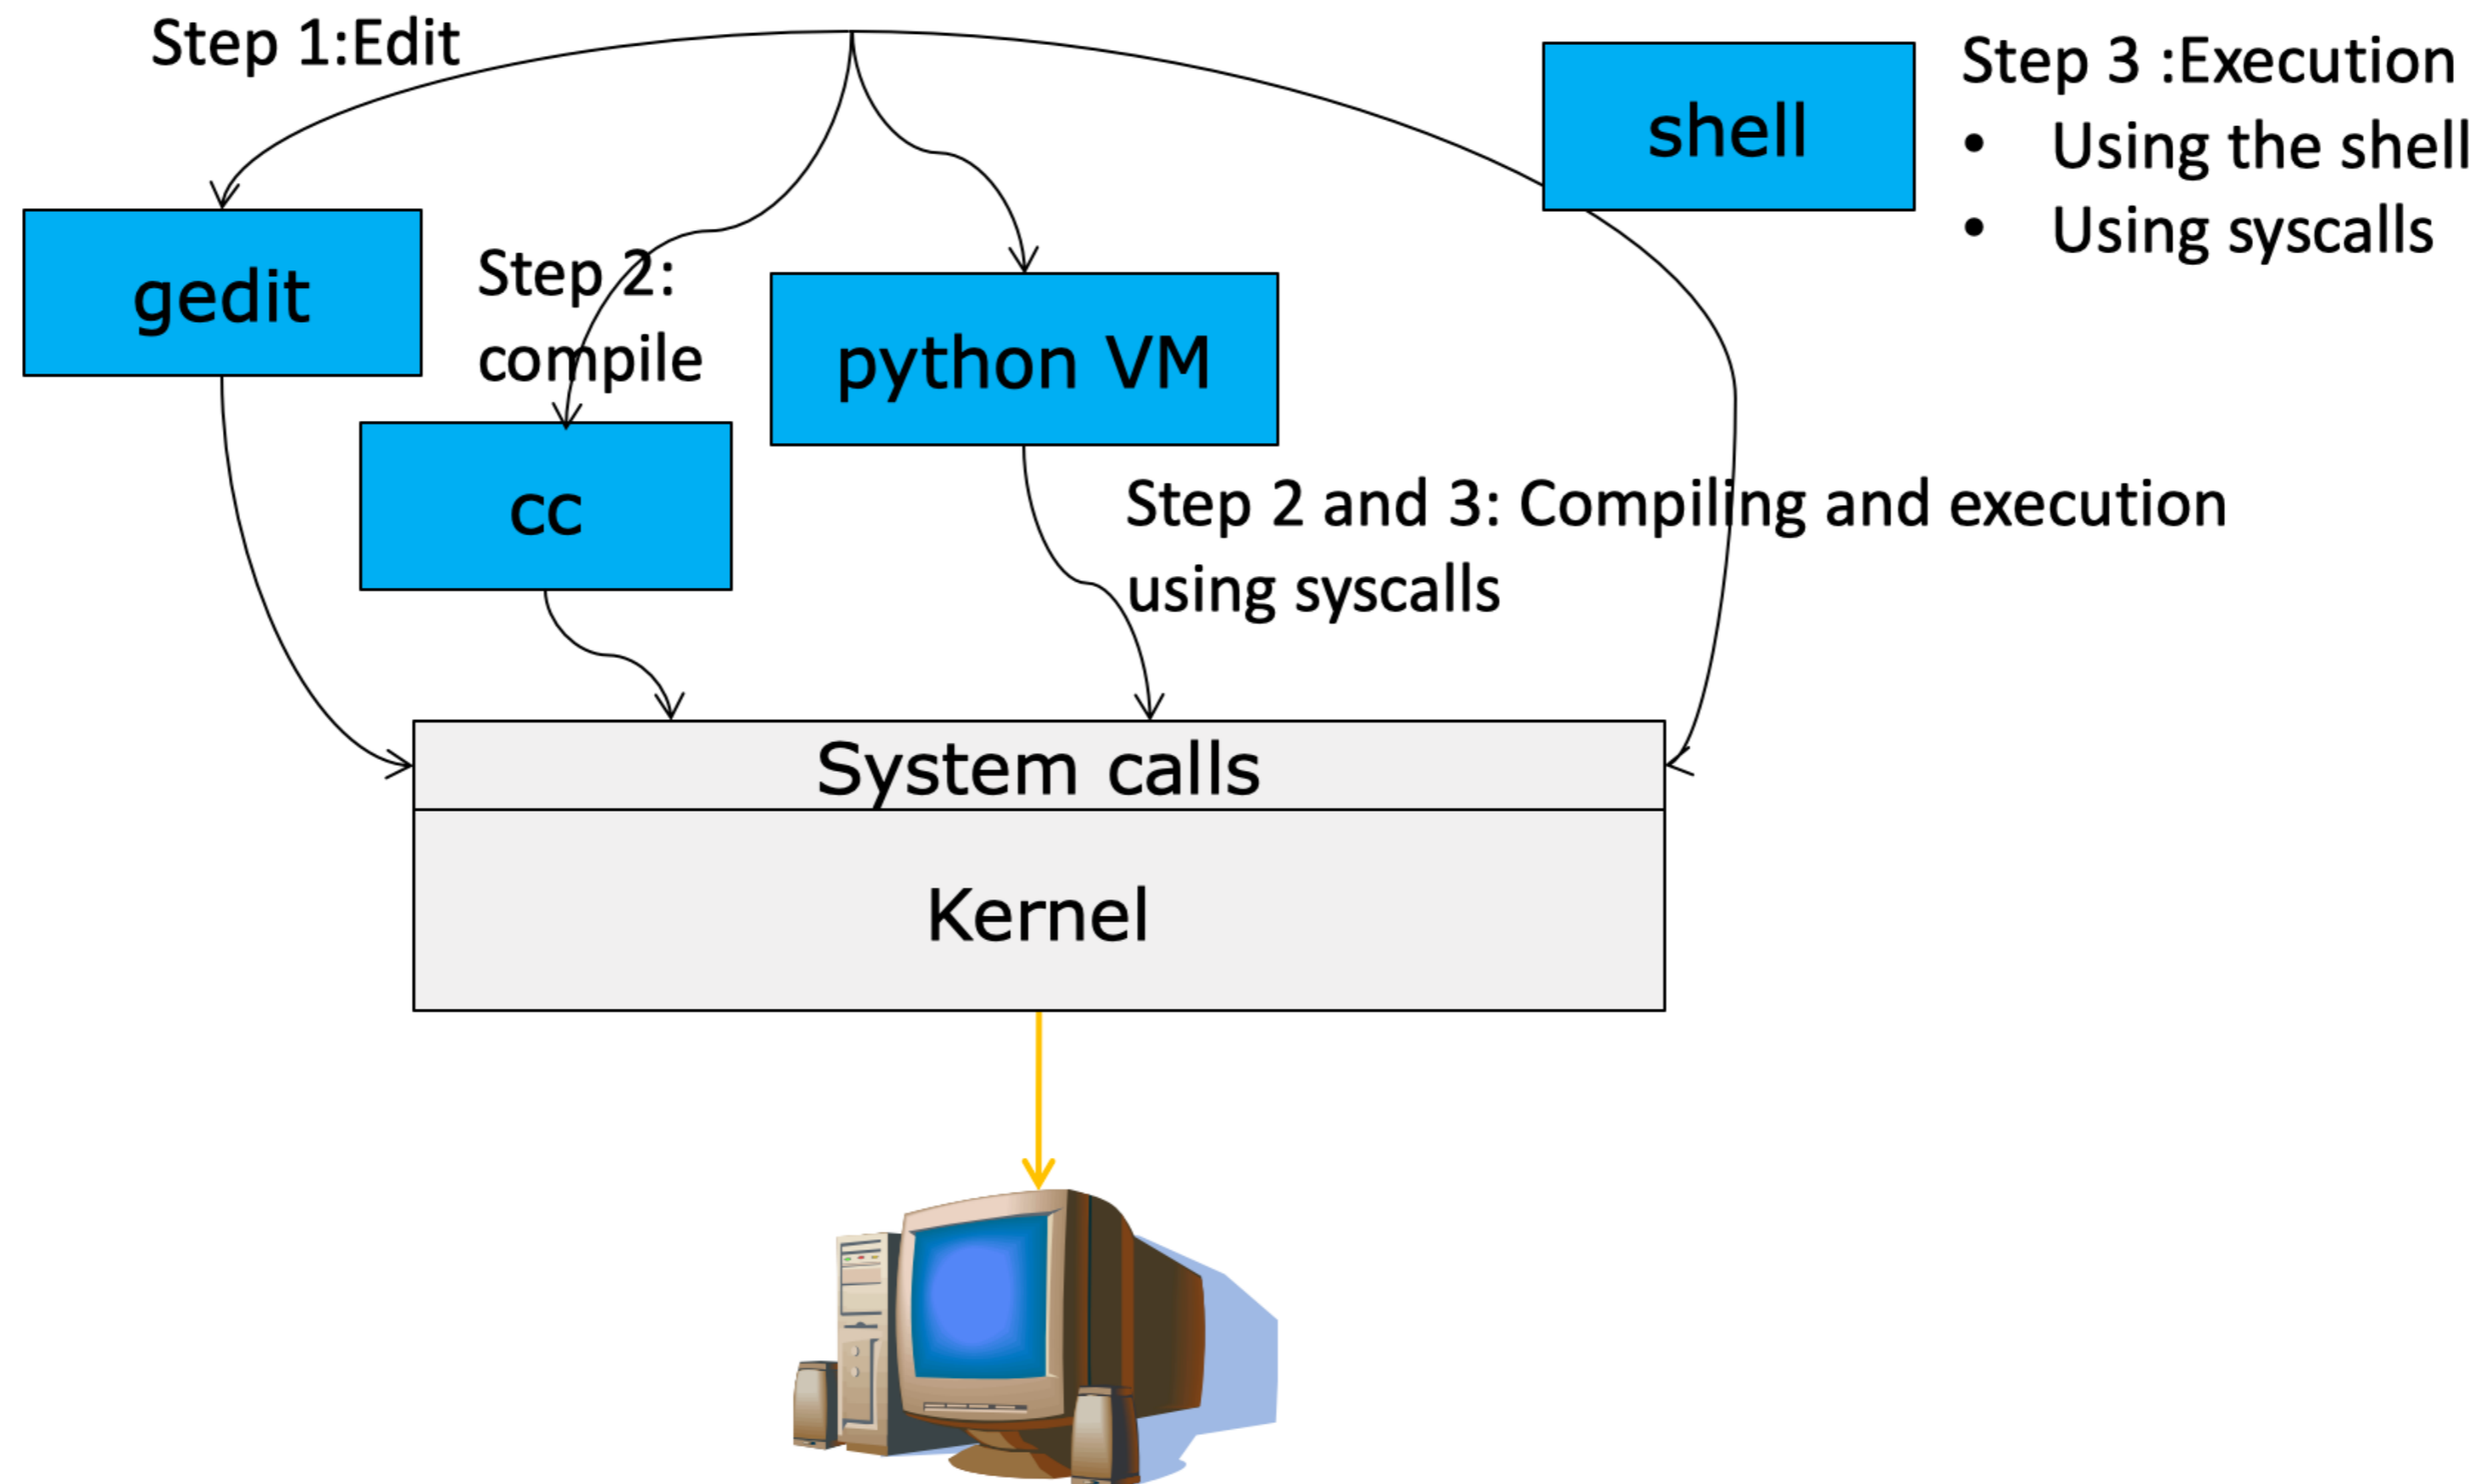 Step 1:Edit
shell
Step 3 :Execution
• Using the shell
• Using syscalls
gedit
Step 2:
compile
python VM
cc
Step 2 and 3: Compiling and execution
using syscalls
System calls
Kernel